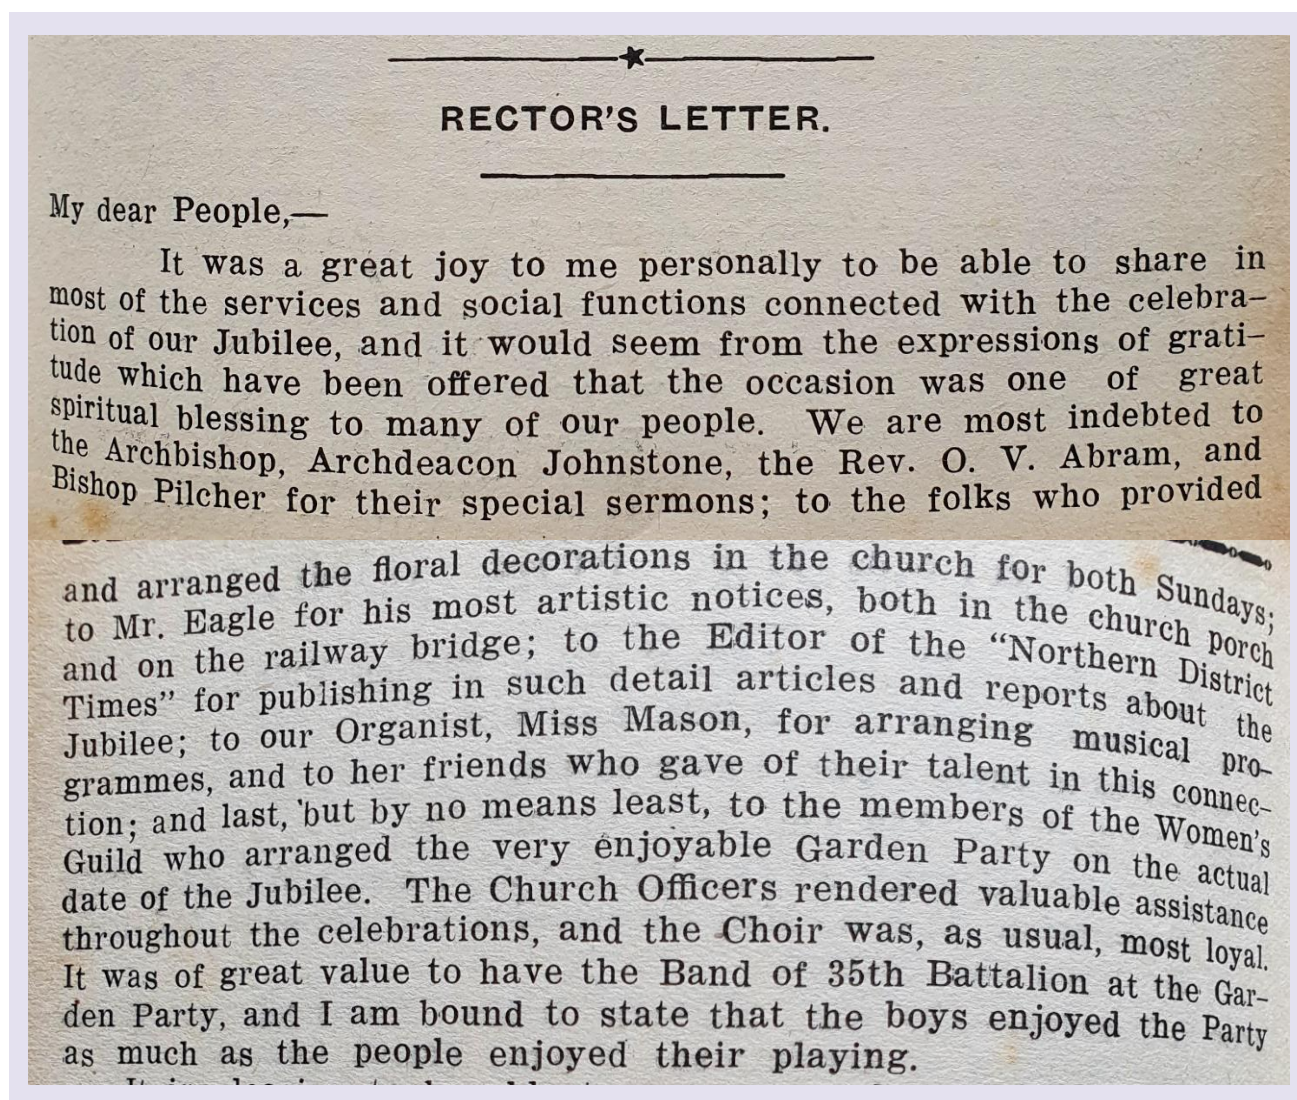 RECTOR'S LETTER.
My dear People,—
It was a great joy to me personally to be able to share in
most of the services and social functions connected with the celebra-
tion of our Jubilee, and it would seem from the expressions of grati-
tude which have been offered that the occasion was one of great
spiritual blessing to many of our people. We are most indebted to
the Archbishop, Archdeacon Johnstone, the Rev. O. V. Abram, and
Bishop Pilcher for their special sermons; to the folks who provided
and arranged the floral decorations in the church for both Sundays;
to Mr. Eagle for his most artistic notices, both in the church porch
and on the railway bridge; to the Editor of the "Northern District
Times" for publishing in such detail articles and reports about the
Jubilee; to our Organist, Miss Mason, for arranging musical pro-
grammes, and to her friends who gave of their talent in this connec-
tion; and last, but by no means least, to the members of the Women's
Guild who arranged the very enjoyable Garden Party on the actual
date of the Jubilee. The Church Officers rendered valuable assistance
throughout the celebrations, and the Choir was, as usual, most loyal.
It was of great value to have the Band of 35th Battalion at the Gar-
den Party, and I am bound to state that the boys enjoyed the Party
as much as the people enjoyed their playing.